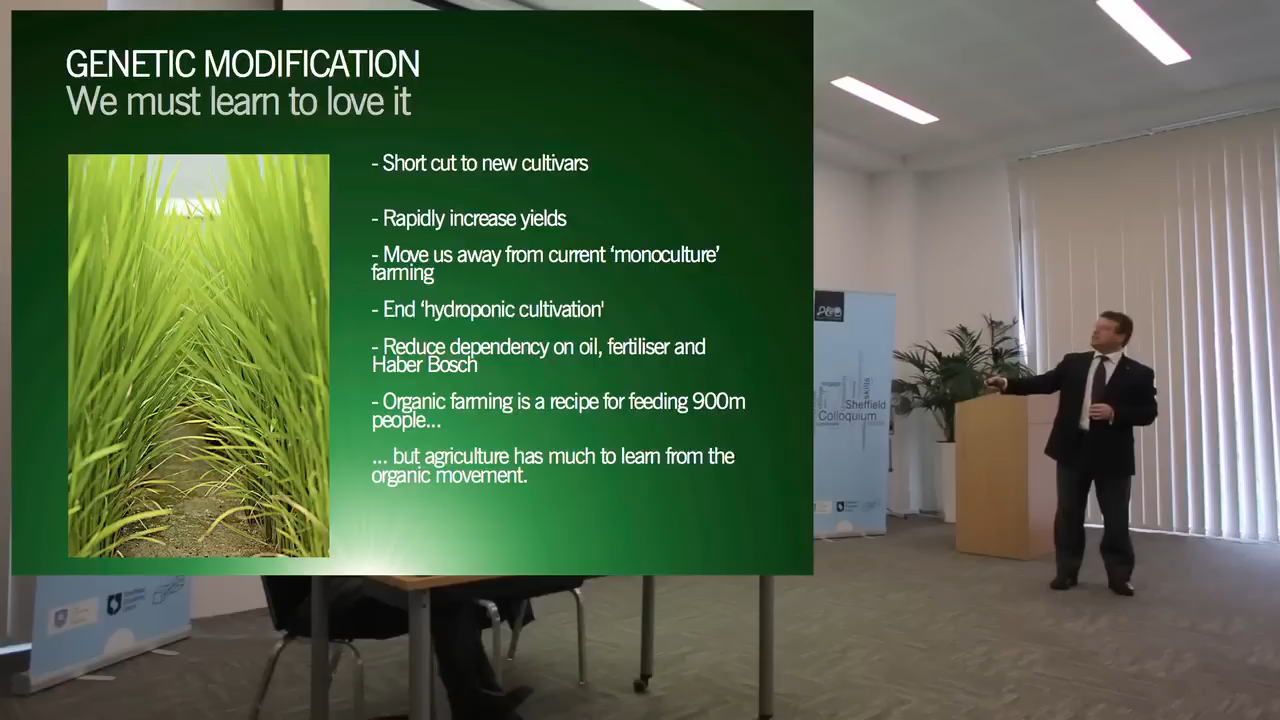 GENETIC MODIFICATION
We must learn to love it
- Short cut to new cultivars
- Rapidly increase yields
- Move us away from current ‘monoculture’
farming
- End ‘hydroponic cultivation'
- Reduce dependency on oil, fertiliser and
Haber Bosch
- Organic farming is a recipe for feeding 900m
people...
... but agriculture has much to learn from the
organic movement.
skills
Sheffield
Colloquium